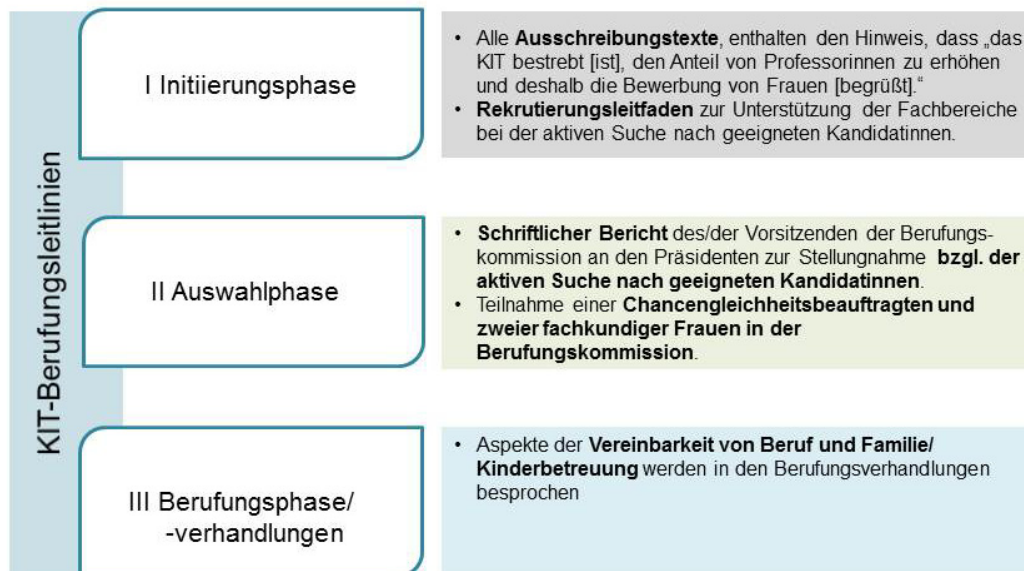 KIT-Berufungsleitlinien
I Initiierungsphase
• Alle Ausschreibungstexte, enthalten den Hinweis, dass „das
KIT bestrebt [ist], den Anteil von Professorinnen zu erhöhen
und deshalb die Bewerbung von Frauen [begrüßt].“
• Rekrutierungsleitfaden zur Unterstützung der Fachbereiche
bei der aktiven Suche nach geeigneten Kandidatinnen.
II Auswahlphase
• Schriftlicher Bericht des/der Vorsitzenden der Berufungs-
kommission an den Präsidenten zur Stellungnahme bzgl. der
aktiven Suche nach geeigneten Kandidatinnen.
• Teilnahme einer Chancengleichheitsbeauftragten und
zweier fachkundiger Frauen in der
Berufungskommission.
III Berufungsphase/
-verhandlungen
• Aspekte der Vereinbarkeit von Beruf und Familie/
Kinderbetreuung werden in den Berufungsverhandlungen
besprochen